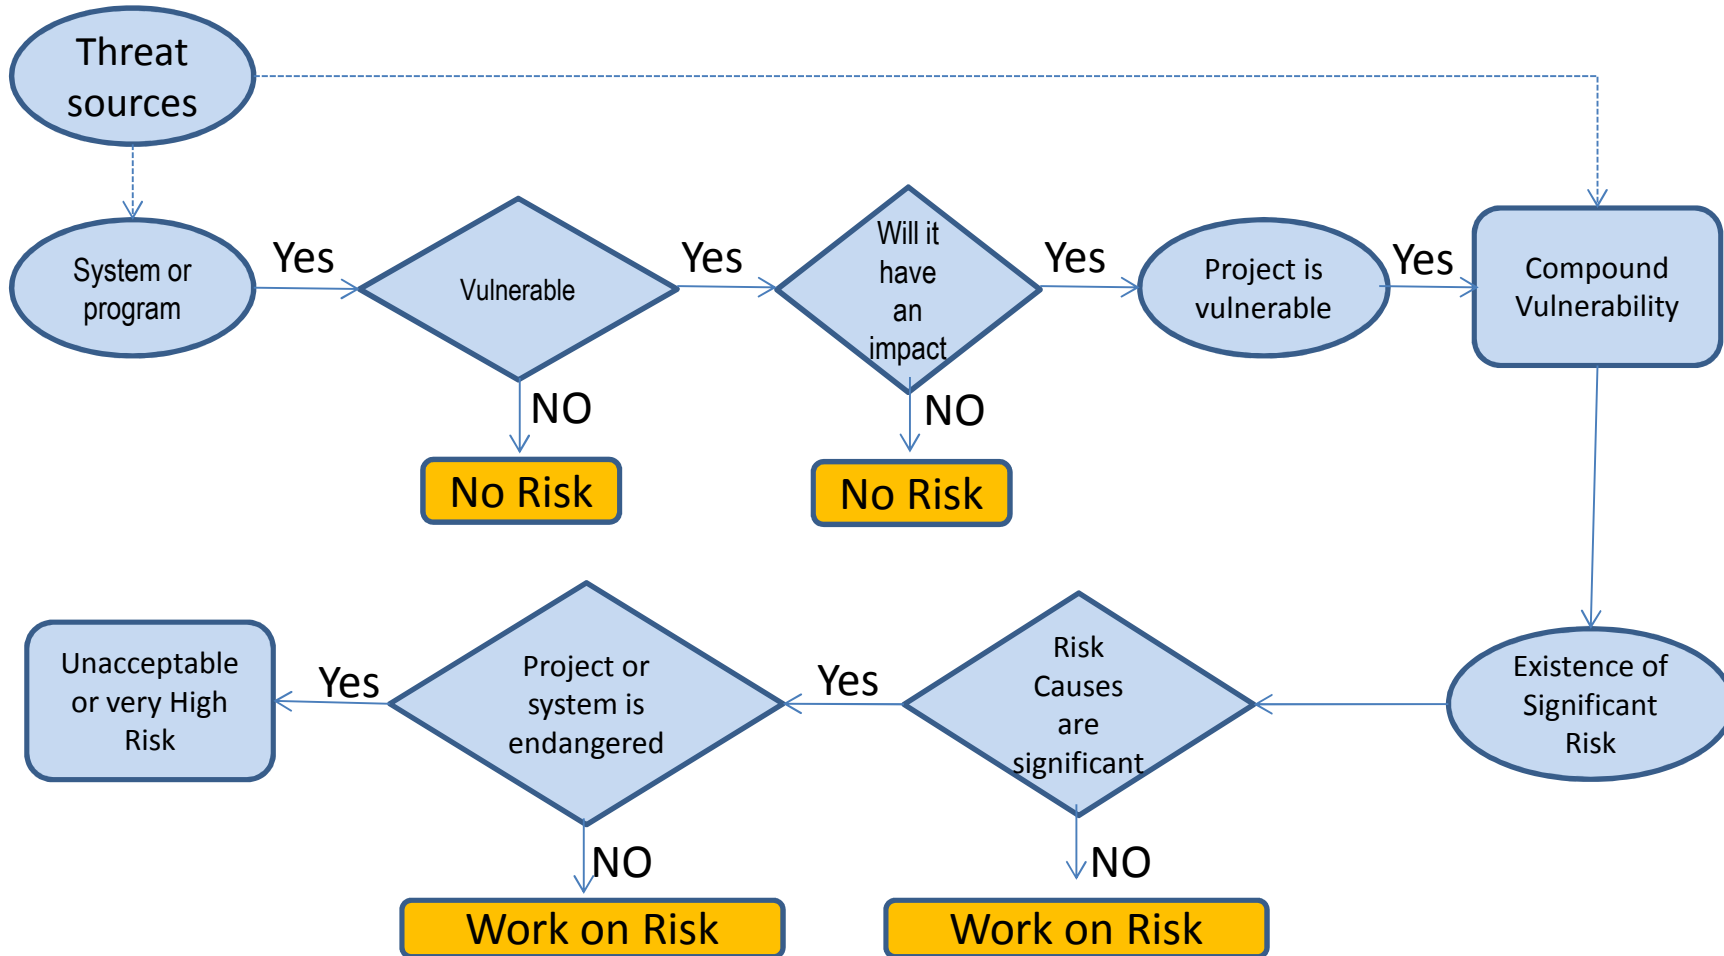 Threat
sources
System or
program
Yes
Vulnerable
Yes
Will it
have
an
impact
Yes
Project is
vulnerable
Yes
Compound
Vulnerability
NO
No Risk
NO
No Risk
Unacceptable
or very High
Risk
Yes
Project or
system is
endangered
Yes
Risk
Causes
are
significant
Existence of
Significant
Risk
NO
Work on Risk
NO
Work on Risk